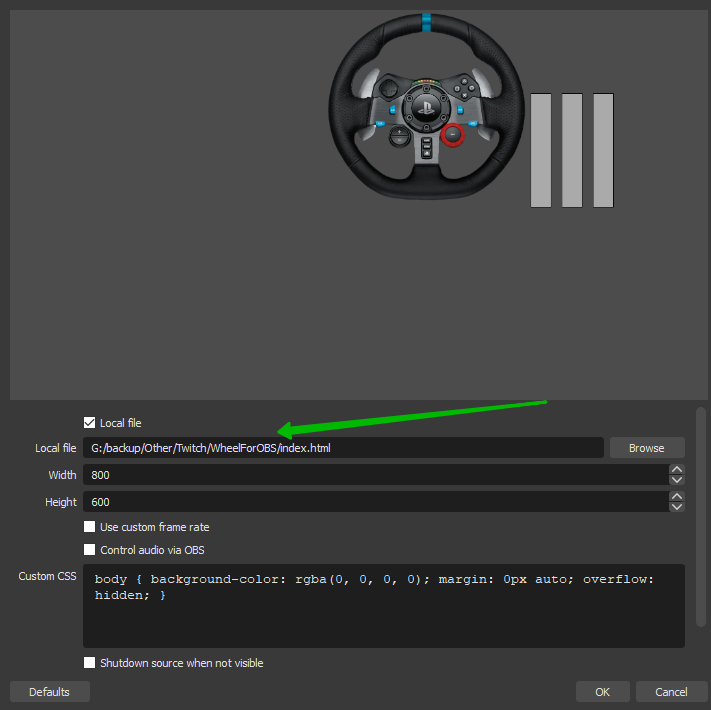 Local file
Local file G:/backup/Other/Twitch/WheelForOBS/index.html Browse
Width 800
Height 600
Use custom frame rate
Control audio via OBS
Custom CSS body { background-color: rgba(0, 0, 0, 0); margin: 0px auto; overflow:
hidden; }
Shutdown source when not visible
Defaults OK Cancel